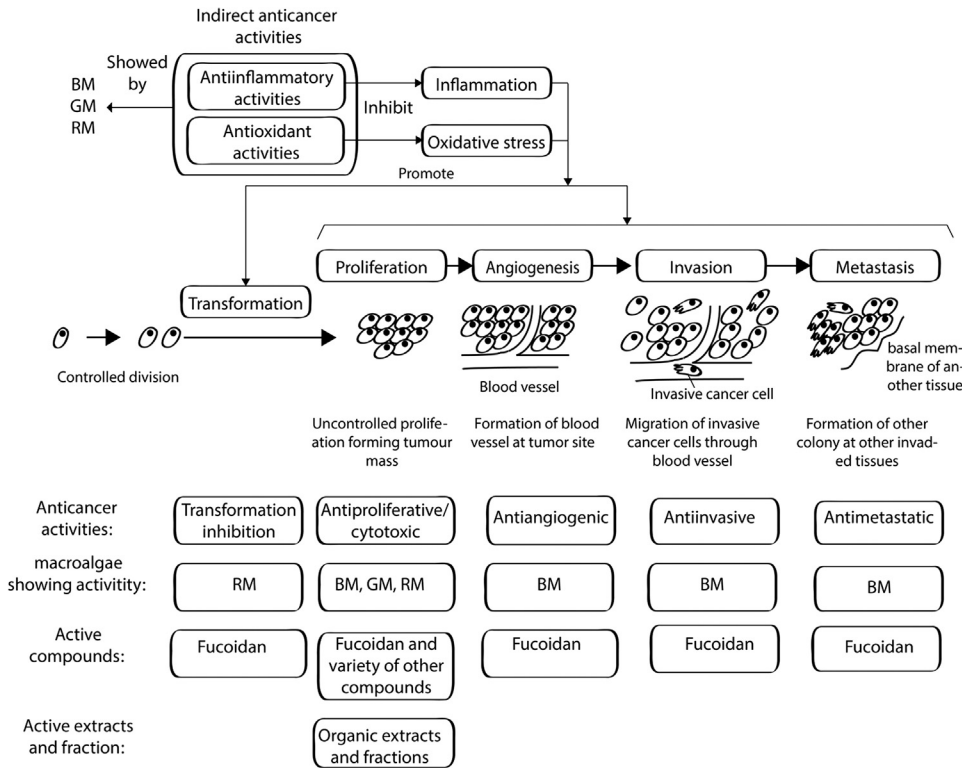 Indirect anticancer
activities
Showed
by
BM
GM
RM
Antiinflammatory
activities
Antioxidant
activities
Inhibit
Inflammation
Oxidative stress
Promote
Proliferation
Angiogenesis
Invasion
Metastasis
Transformation
Controlled division
Blood vessel
Invasive cancer cell
basal mem-
brane of an-
other tissue
Uncontrolled prolife-
ation forming tumour
mass
Formation of blood
vessel at tumor site
Migration of invasive
cancer cells through
blood vessel
Formation of other
colony at other invad-
ed tissues
Anticancer
activities:
Transformation
inhibition
Antiproliferative/
cytotoxic
Antiangiogenic
Antiinvasive
Antimetastatic
macroalgae
showing activitity:
RM
BM, GM, RM
BM
BM
BM
Active
compounds:
Fucoidan
Fucoidan and
variety of other
compounds
Fucoidan
Fucoidan
Fucoidan
Active extracts
and fraction:
Organic extracts
and fractions